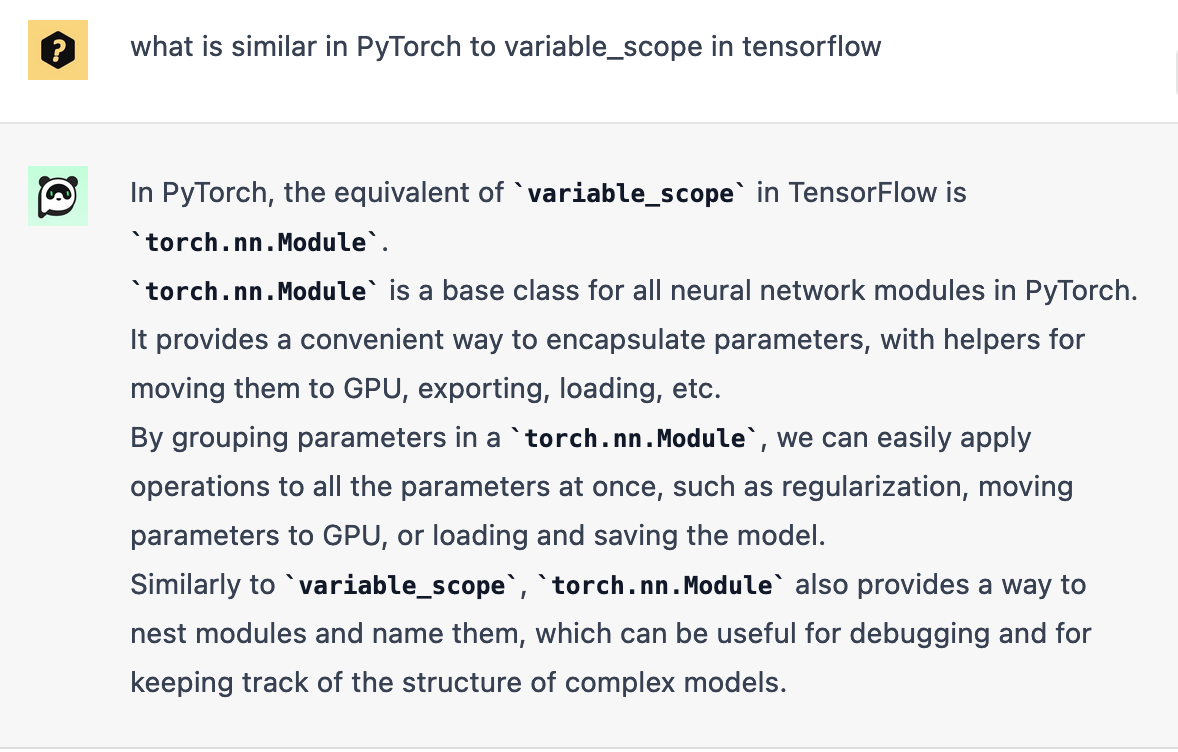 what is similar in PyTorch to variable_scope in tensorflow
In PyTorch, the equivalent of `variable_scope` in TensorFlow is
`torch.nn.Module`.
`torch.nn.Module` is a base class for all neural network modules in PyTorch.
It provides a convenient way to encapsulate parameters, with helpers for
moving them to GPU, exporting, loading, etc.
By grouping parameters in a `torch.nn.Module`, we can easily apply
operations to all the parameters at once, such as regularization, moving
parameters to GPU, or loading and saving the model.
Similarly to `variable_scope`, `torch.nn.Module` also provides a way to
nest modules and name them, which can be useful for debugging and for
keeping track of the structure of complex models.